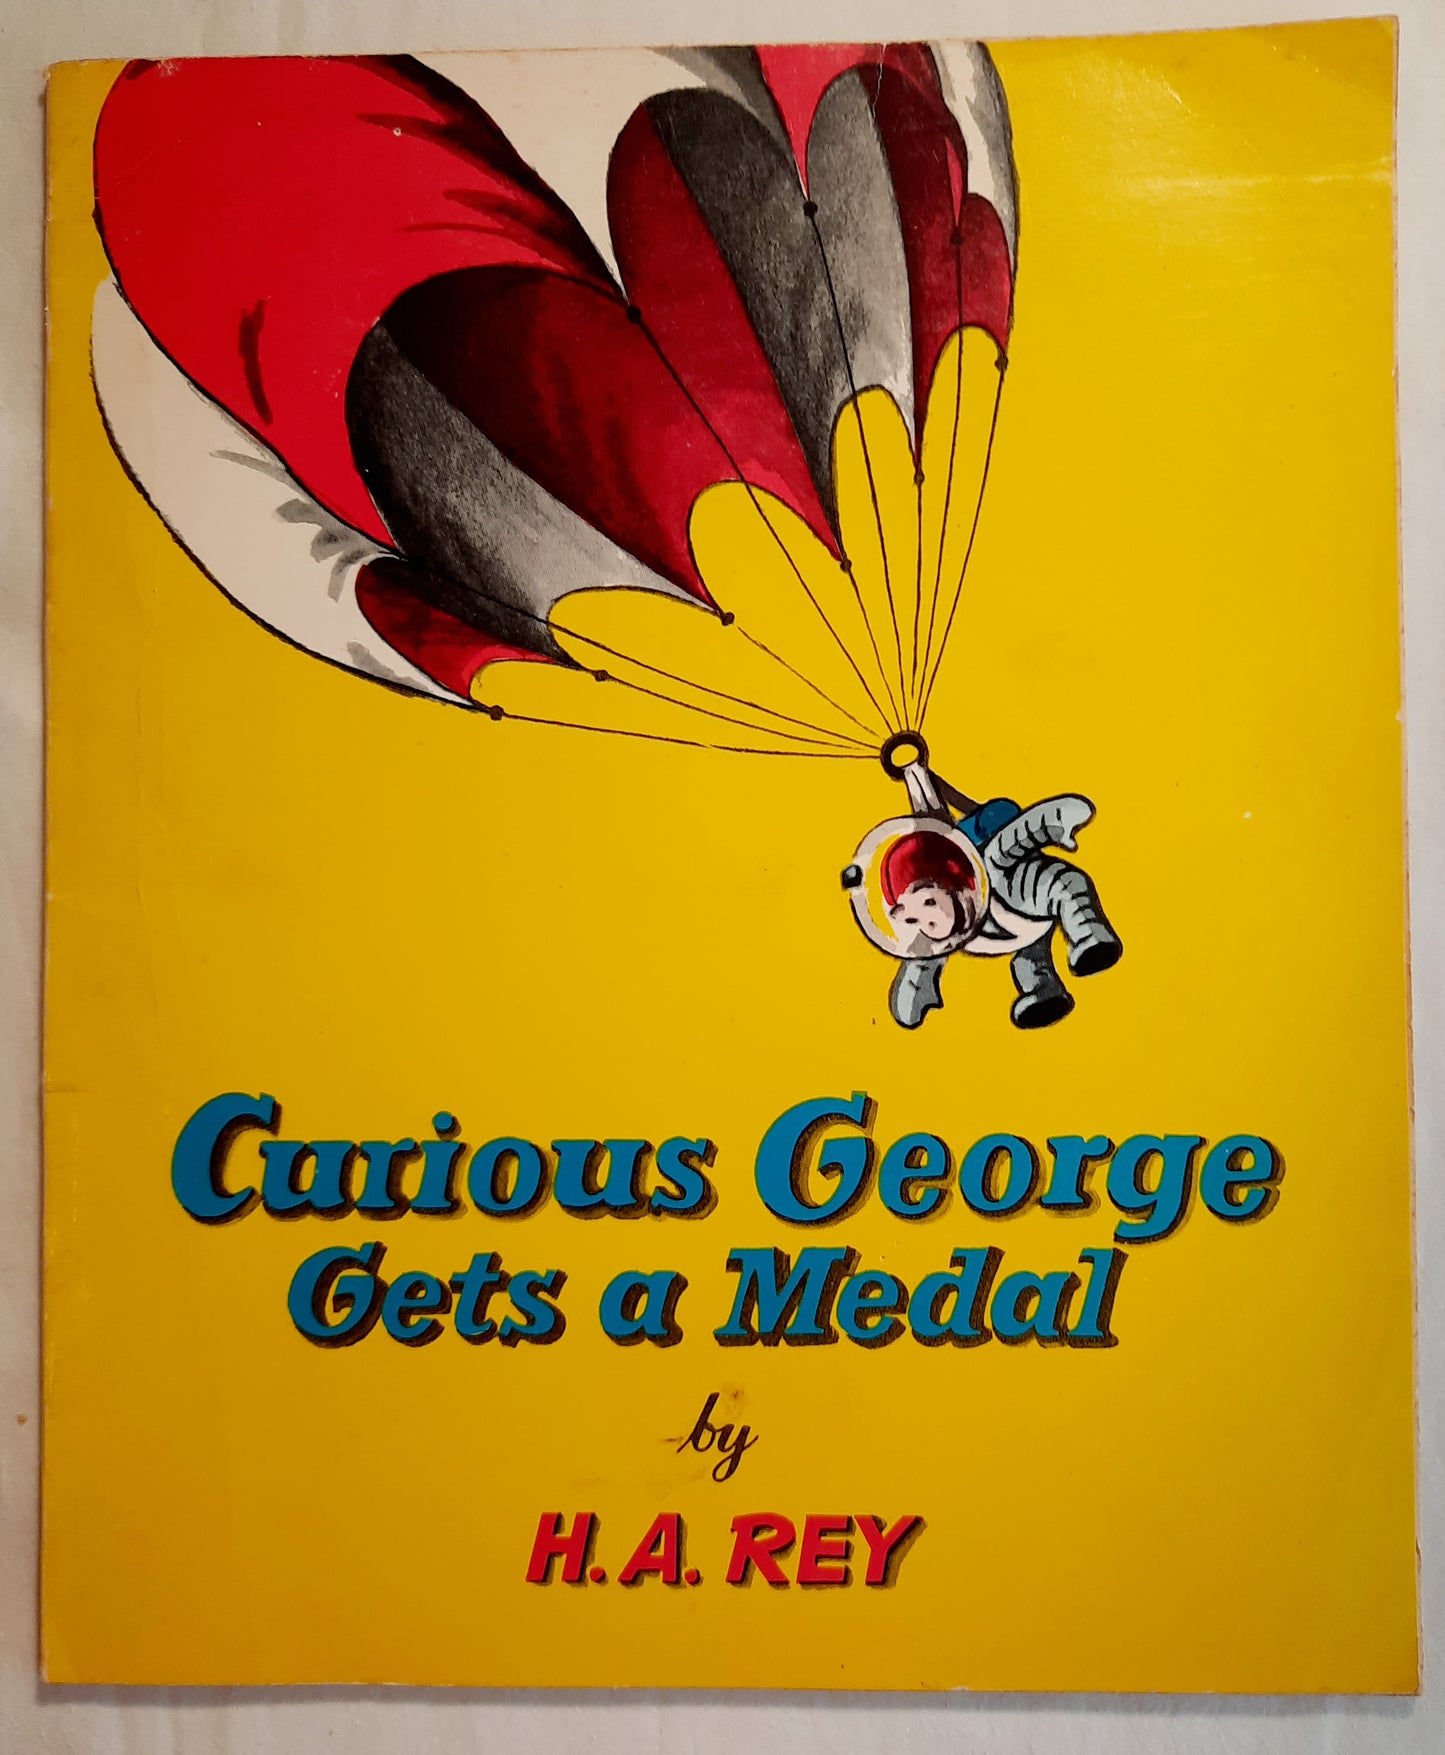 Curious George
Gets a Medal
by
H. A. REY